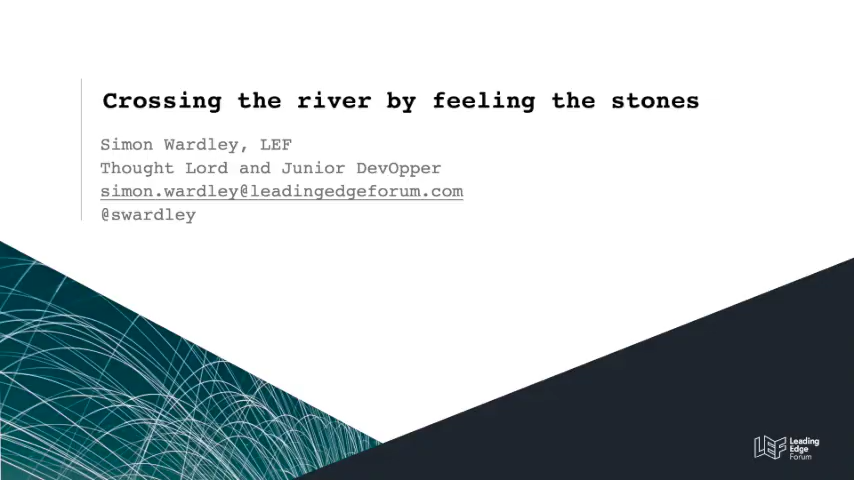 Crossing the river by feeling the stones
Simon Wardley, LEF
Thought Lord and Junior DevOpper
simon.wardley@leadingedgeforum.com
@swardley
LEF
Leading
Edge
Forum